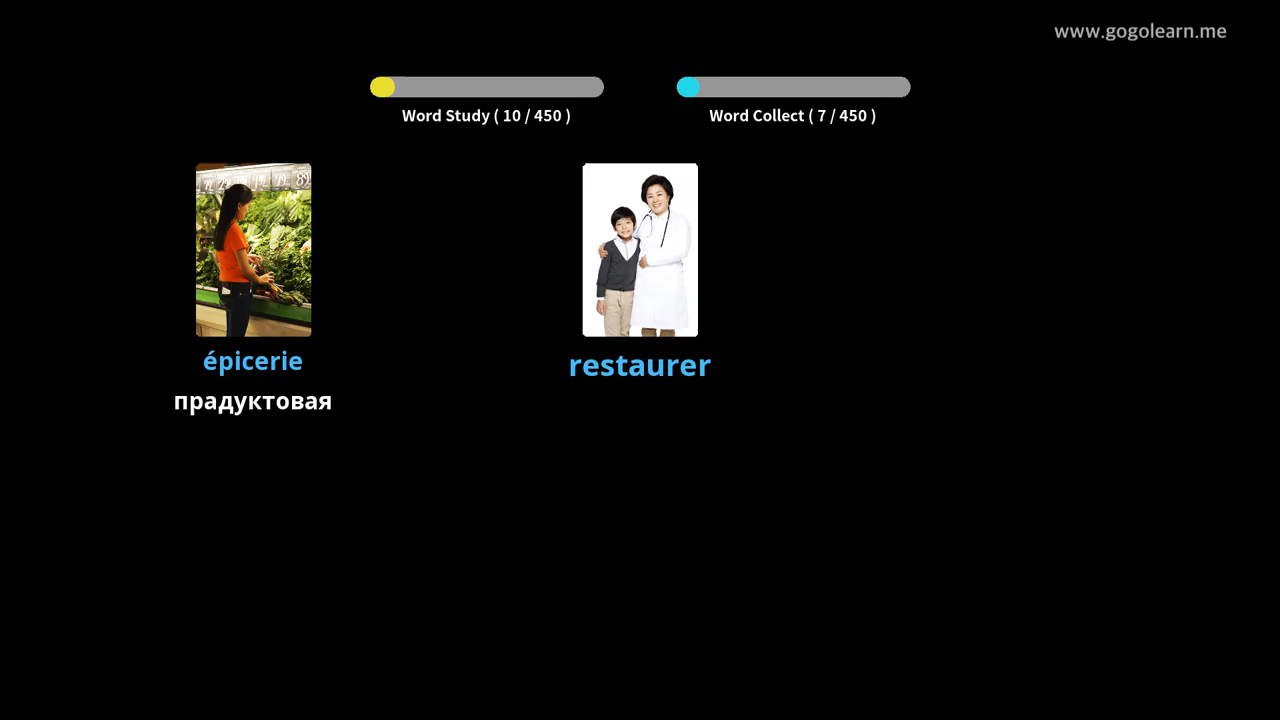 www.gogolearn.me
Word Study ( 10 / 450 )
Word Collect ( 7 / 450 )
épicerie
прадуктовая
restaurer